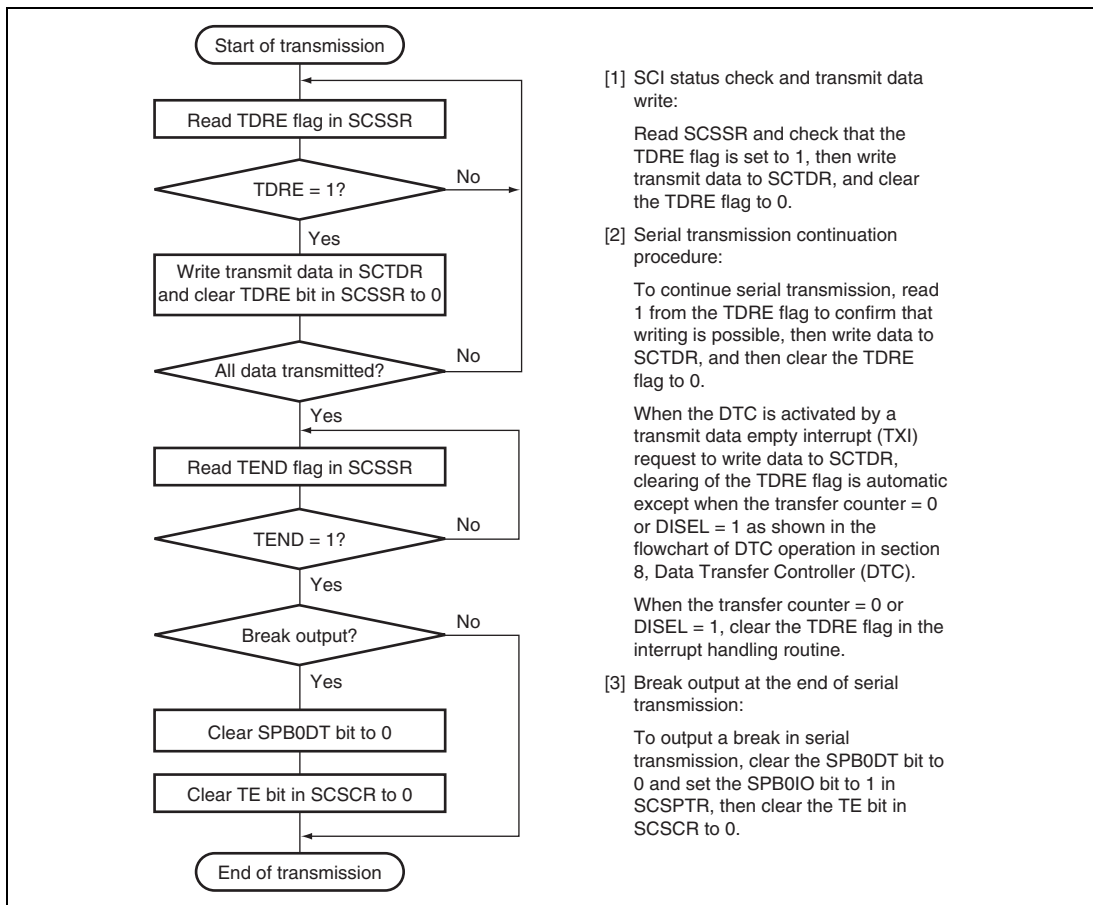 Start of transmission
Read TDRE flag in SCSSR
TDRE = 1?
No
Yes
Write transmit data in SCTDR
and clear TDRE bit in SCSSR to 0
All data transmitted?
No
Yes
Read TEND flag in SCSSR
TEND = 1?
No
Yes
Break output?
No
Yes
Clear SPB0DT bit to 0
Clear TE bit in SCSCR to 0
End of transmission
[1] SCI status check and transmit data
write:
Read SCSSR and check that the
TDRE flag is set to 1, then write
transmit data to SCTDR, and clear
the TDRE flag to 0.
[2] Serial transmission continuation
procedure:
To continue serial transmission, read
1 from the TDRE flag to confirm that
writing is possible, then write data to
SCTDR, and then clear the TDRE
flag to 0.
When the DTC is activated by a
transmit data empty interrupt (TXI)
request to write data to SCTDR,
clearing of the TDRE flag is automatic
except when the transfer counter = 0
or DISEL = 1 as shown in the
flowchart of DTC operation in section
8, Data Transfer Controller (DTC).
When the transfer counter = 0 or
DISEL = 1, clear the TDRE flag in the
interrupt handling routine.
[3] Break output at the end of serial
transmission:
To output a break in serial
transmission, clear the SPB0DT bit to
0 and set the SPB0IO bit to 1 in
SCSPTR, then clear the TE bit in
SCSCR to 0.